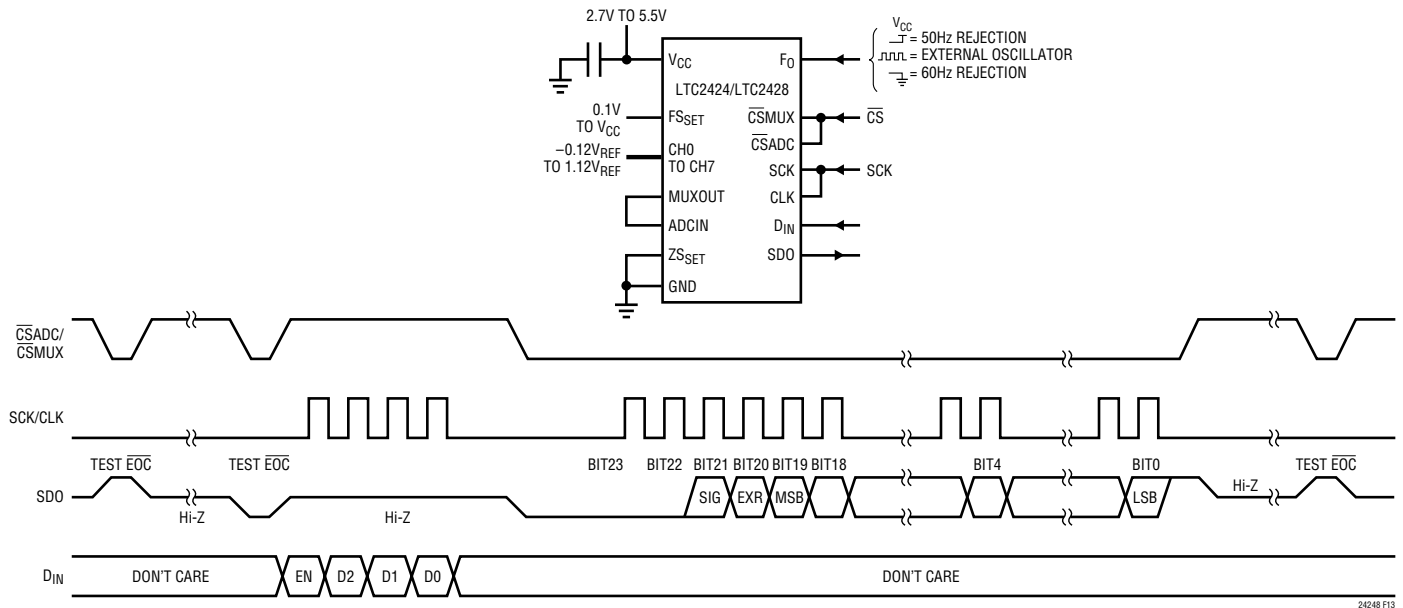 2.7V TO 5.5V
VCC
FO
LTC2424/LTC2428
0.1V
TO VCC
FSSET
−0.12VREF
TO 1.12VREF
CH0
TO CH7
MUXOUT
ADCIN
ZSSET
GND
CSMUX
CSADC
SCK
CLK
DIN
SDO
CS
SCK
VCC
= 50Hz REJECTION
= EXTERNAL OSCILLATOR
= 60Hz REJECTION
CSADC/
CSMUX
SCK/CLK
TEST EOC
TEST EOC
BIT23
BIT22
BIT21
BIT20
BIT19
BIT18
BIT4
BIT0
TEST EOC
SDO
Hi-Z
Hi-Z
SIG
EXR
MSB
LSB
Hi-Z
DIN
DON'T CARE
EN
D2
D1
D0
DON'T CARE
24248 F13